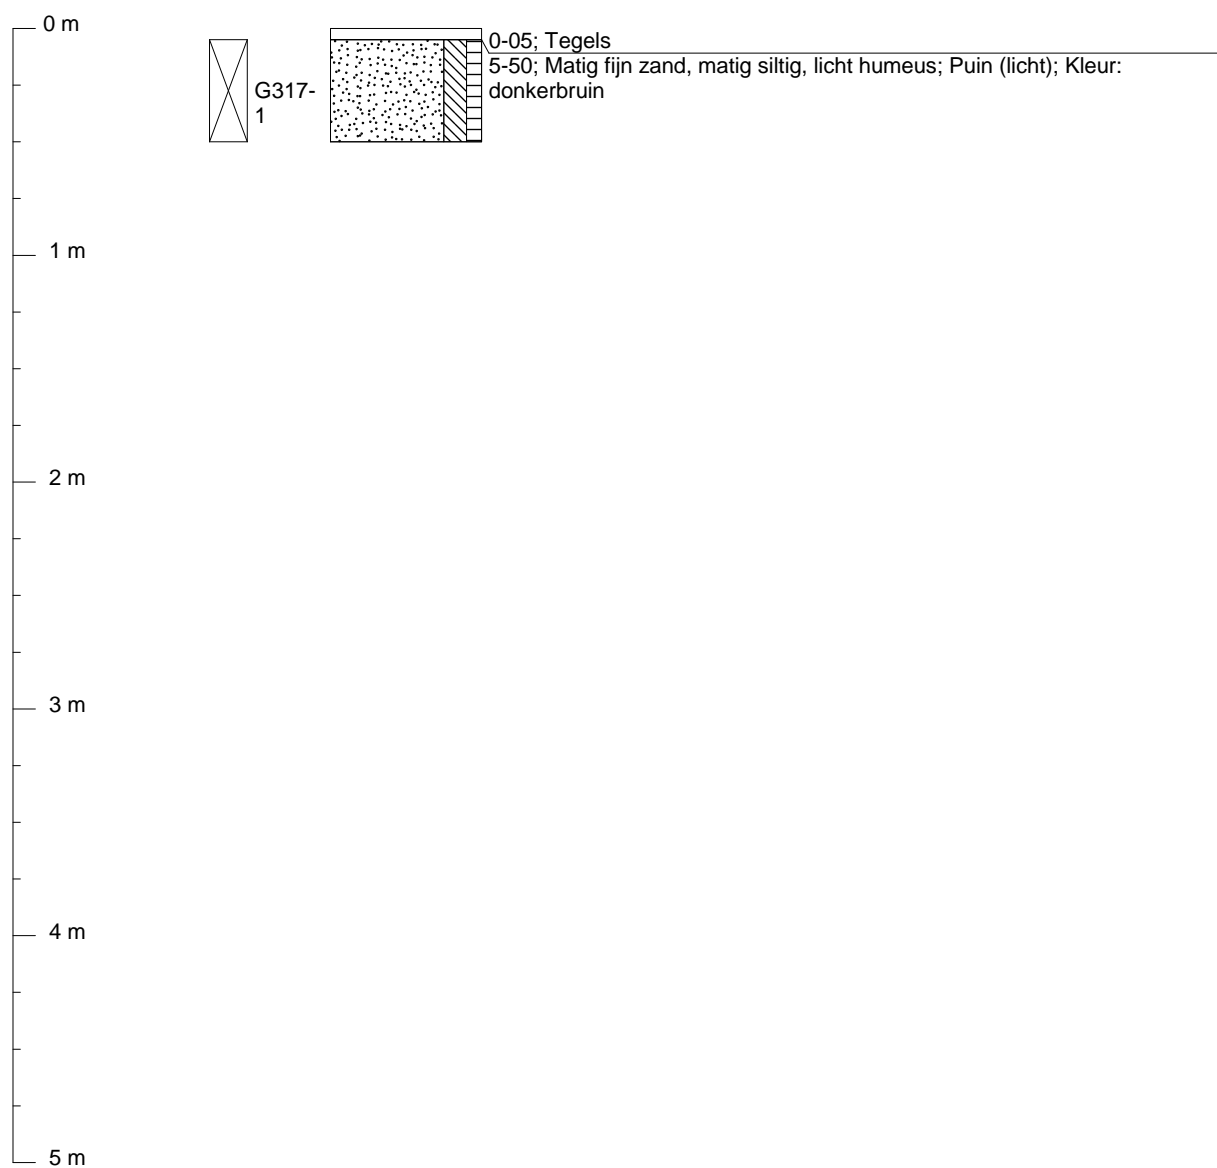 0 m
0-05; Tegels
5-50; Matig fijn zand, matig siltig, licht humeus; Puin (licht); Kleur:
donkerbruin
G317-
1
1 m
2 m
3 m
4 m
5 m